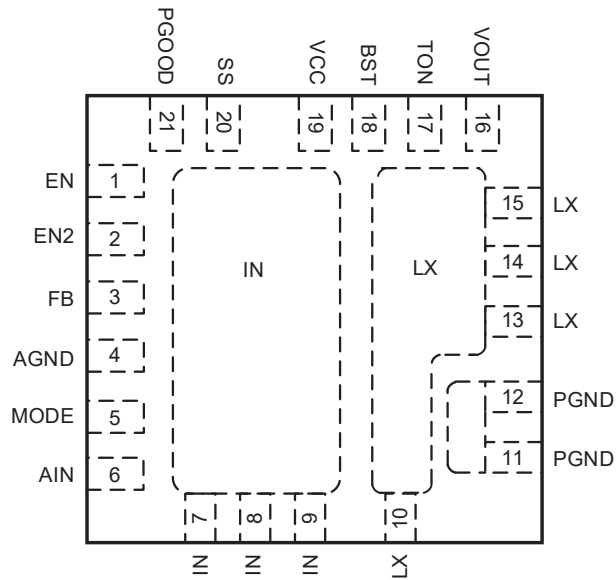 PGOOD
SS
VCC
BST
TON
VOUT
21
20
19
18
17
16
EN 1
EN2 2
FB 3
AGND 4
MODE 5
AIN 6
IN
LX
15 LX
14 LX
13 LX
12 PGND
11 PGND
7
8
9
10
IN
IN
IN
LX